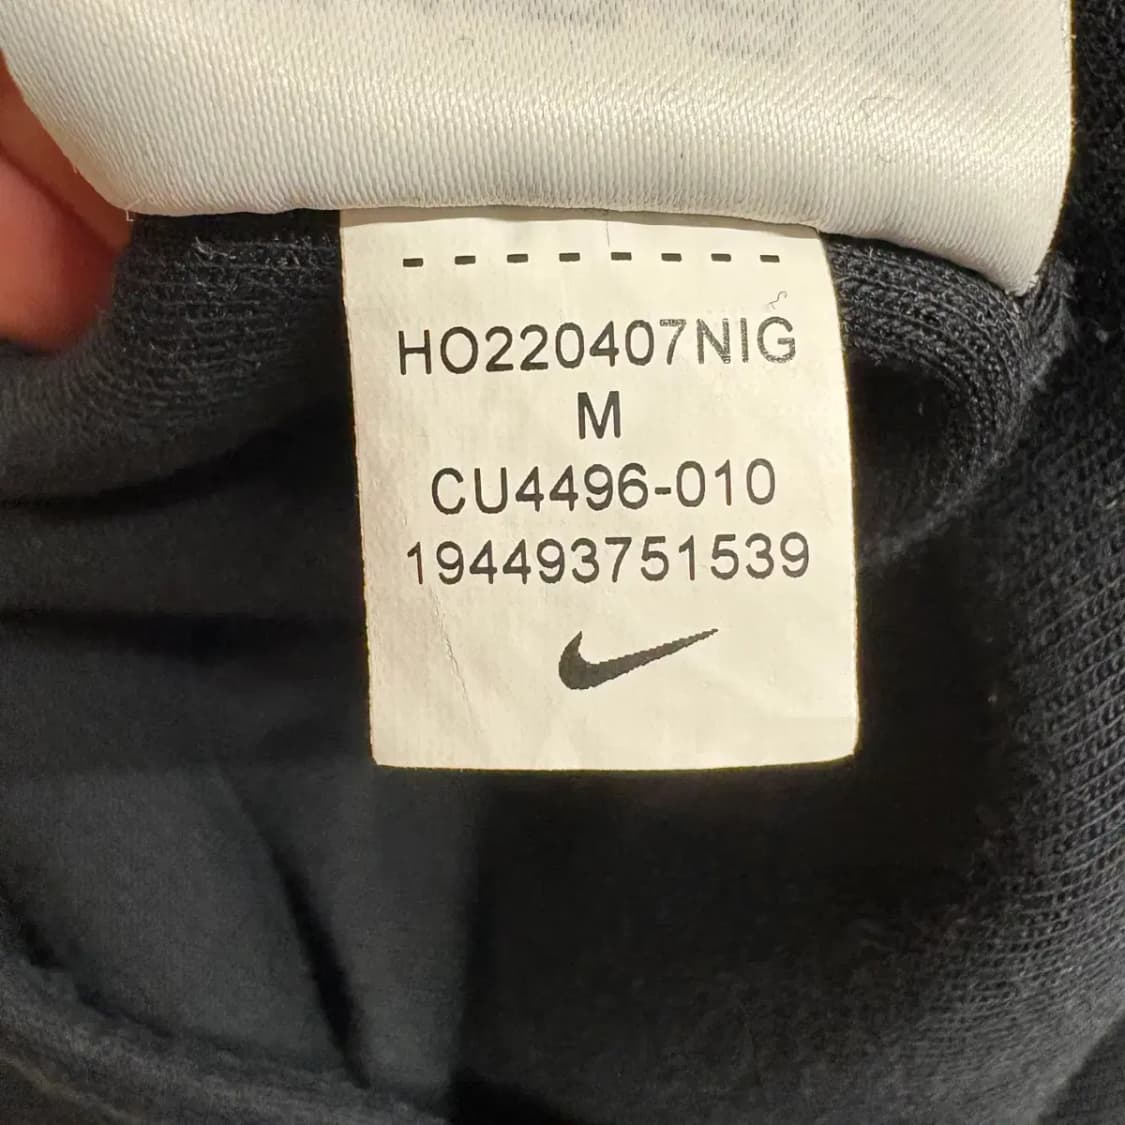 --------
HO220407NIG
M
CU4496-010
194493751539